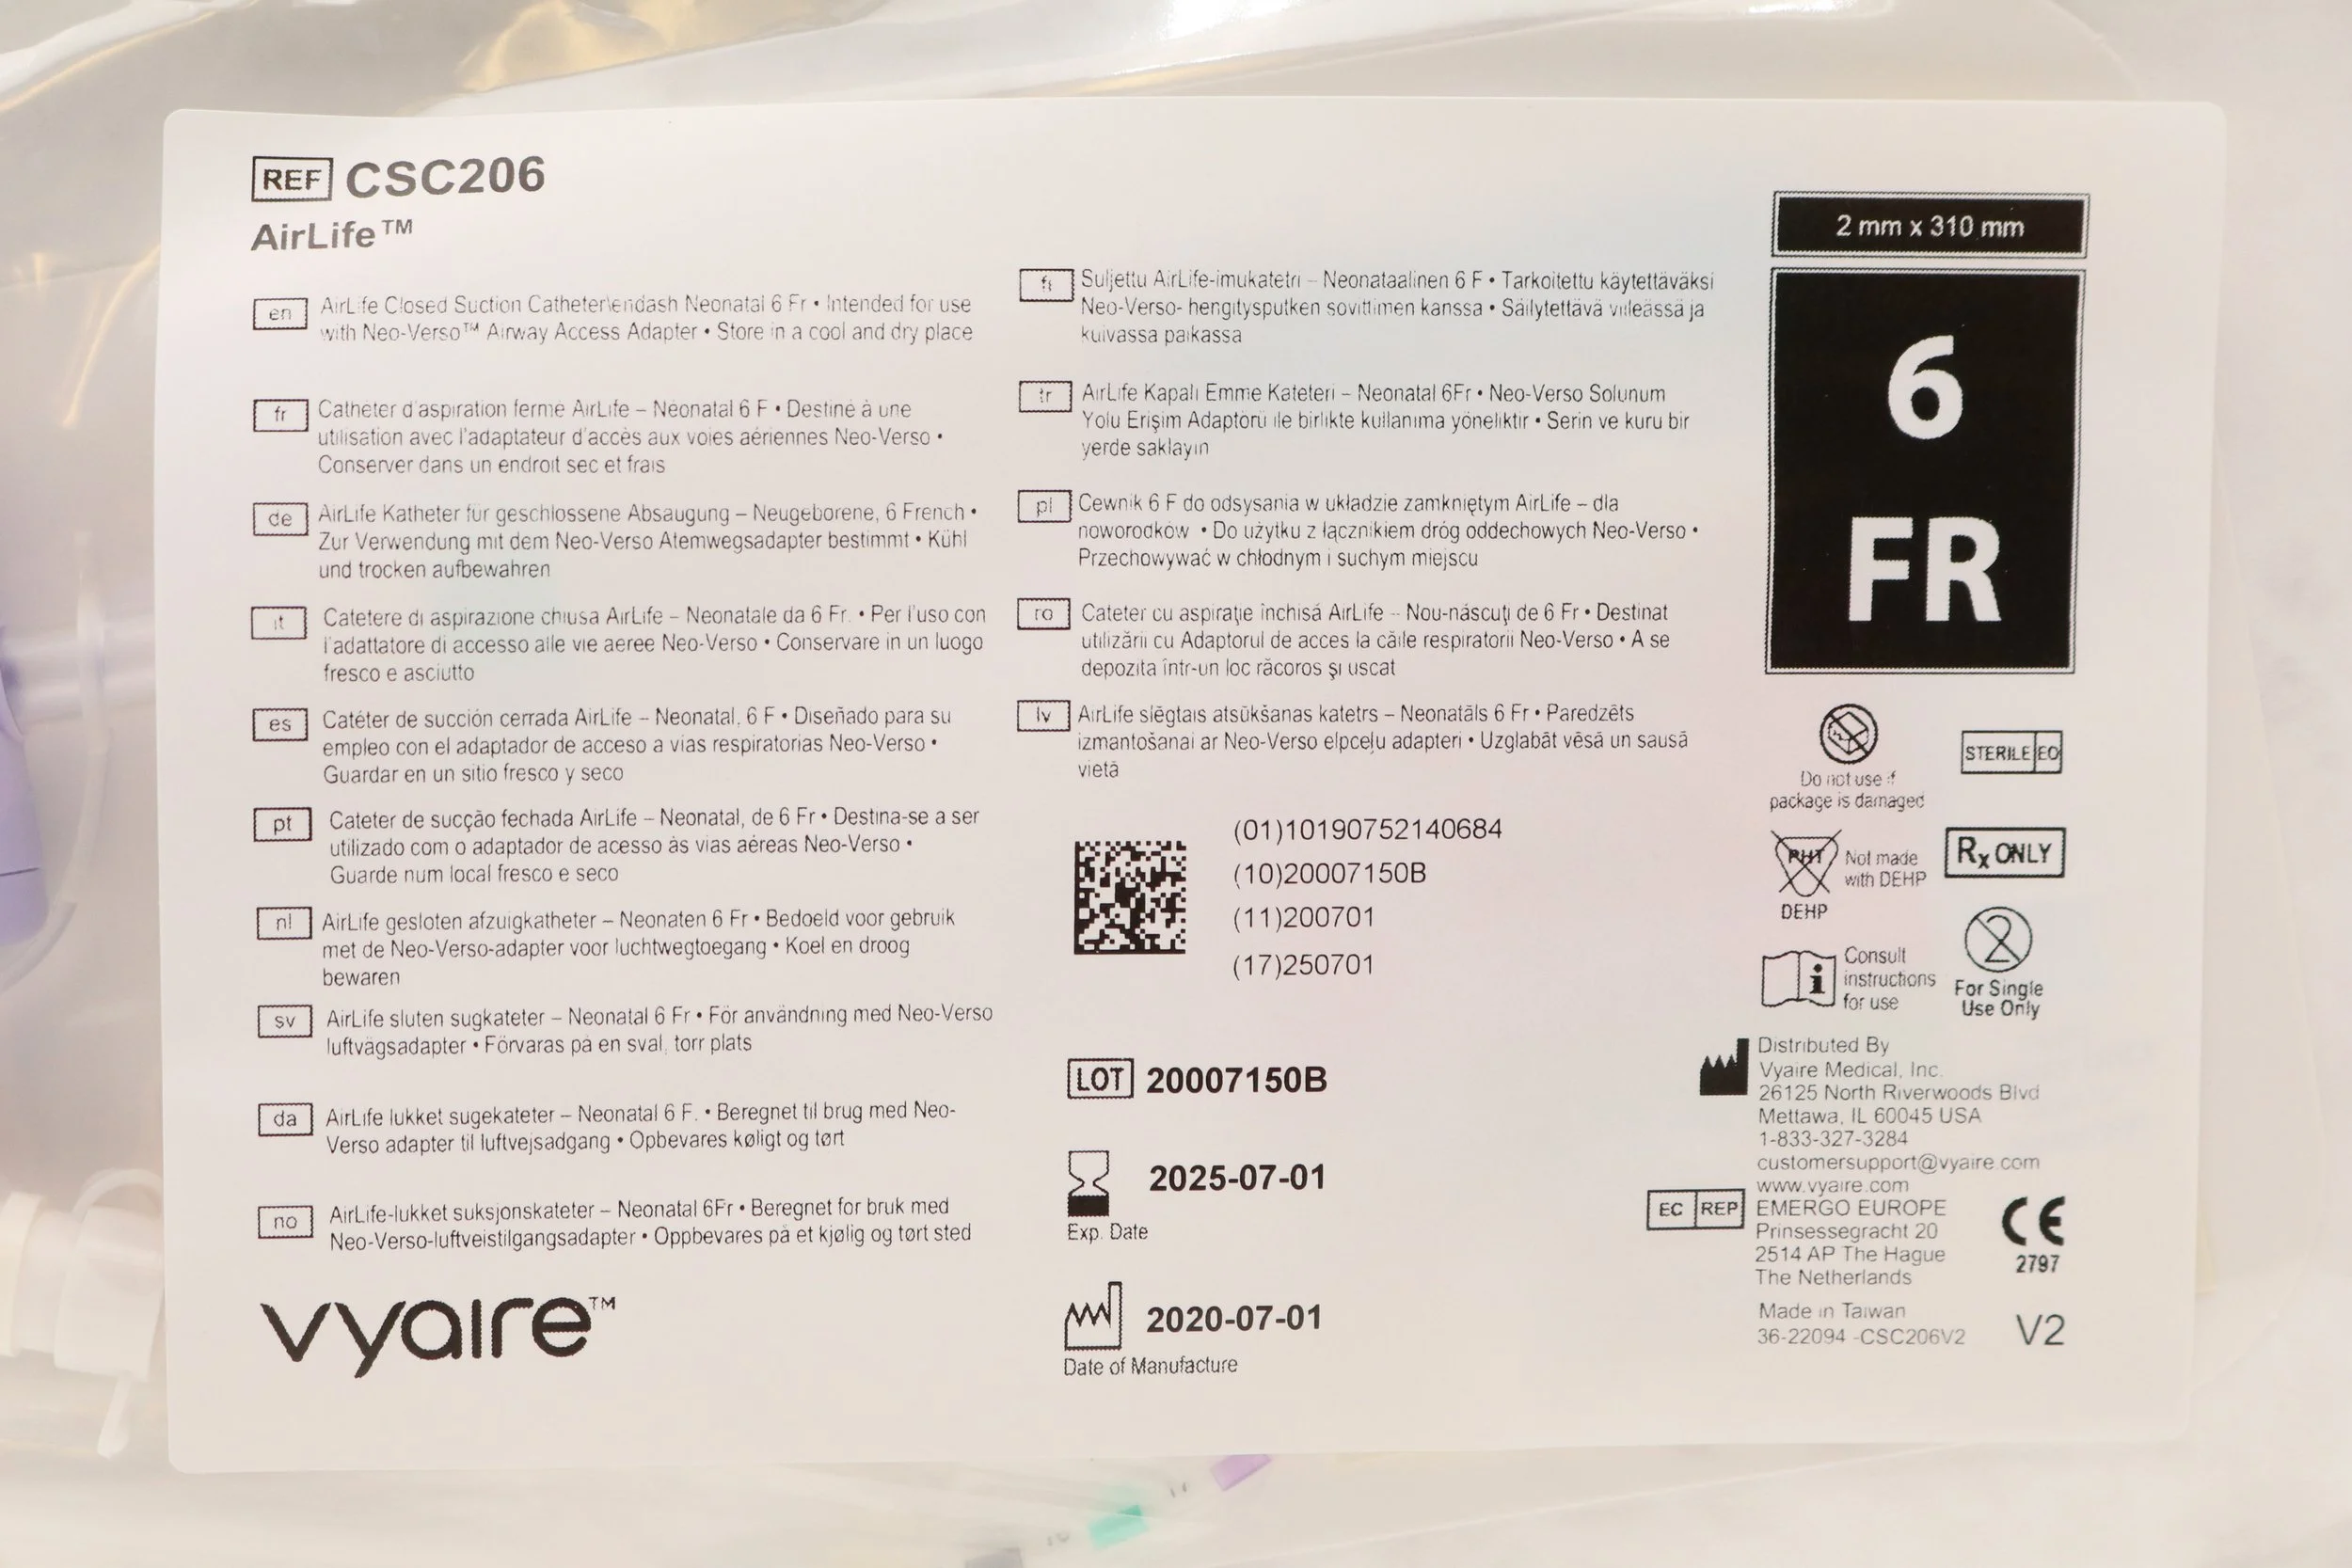 REF CSC206
AirLife™
en AirLife Closed Suction Catheter\endash Neonatal 6 Fr • Intended for use
with Neo-Verso™ Airway Access Adapter • Store in a cool and dry place
fr Catheter d'aspiration fermé AirLife – Néonatal 6 F • Destiné à une
utilisation avec l'adaptateur d'accès aux voies aériennes Neo-Verso •
Conserver dans un endroit sec et frais
de AirLife Katheter für geschlossene Absaugung – Neugeborene, 6 French •
Zur Verwendung mit dem Neo-Verso Atemwegsadapter bestimmt • Kühl
und trocken aufbewahren
it Catetere di aspirazione chiusa AirLife – Neonatale da 6 Fr. • Per l'uso con
l'adattatore di accesso alle vie aeree Neo-Verso • Conservare in un luogo
fresco e asciutto
es Catéter de succión cerrada AirLife – Neonatal, 6 F • Diseñado para su
empleo con el adaptador de acceso a vias respiratorias Neo-Verso •
Guardar en un sitio fresco y seco
pt Cateter de sucção fechada AirLife – Neonatal, de 6 Fr • Destina-se a ser
utilizado com o adaptador de acesso às vias aéreas Neo-Verso •
Guarde num local fresco e seco
nl AirLife gesloten afzuigkatheter – Neonaten 6 Fr • Bedoeld voor gebruik
met de Neo-Verso-adapter voor luchtwegtoegang • Koel en droog
bewaren
sv AirLife sluten sugkateter – Neonatal 6 Fr • För användning med Neo-Verso
luftvägsadapter • Förvaras på en sval, torr plats
da AirLife lukket sugekateter – Neonatal 6 F. • Beregnet til brug med Neo-
Verso adapter til luftvejsadgang • Opbevares køligt og tørt
no AirLife-lukket suksjonskateter – Neonatal 6Fr • Beregnet for bruk med
Neo-Verso-luftveistilgangsadapter • Oppbevares på et kjølig og tørt sted
vyaire™
fi Suljettu AirLife-imukatetri – Neonataalinen 6 F • Tarkoitettu käytettäväksi
Neo-Verso- hengitysputken sovittimen kanssa • Säilytettävä viileässä ja
kuivassa paikassa
tr AirLife Kapalı Emme Kateteri – Neonatal 6Fr • Neo-Verso Solunum
Yolu Erişim Adaptörü ile birlikte kullanıma yöneliktir • Serin ve kuru bir
yerde saklayın
pl Cewnik 6 F do odsysania w układzie zamkniętym AirLife – dla
noworodków • Do użytku z łącznikiem dróg oddechowych Neo-Verso •
Przechowywać w chłodnym i suchym miejscu
ro Cateter cu aspiraţie închisă AirLife – Nou-născuţi de 6 Fr • Destinat
utilizării cu Adaptorul de acces la căile respiratorii Neo-Verso • A se
depozita într-un loc răcoros şi uscat
lv AirLife slēgtais atsūkšanas katetrs – Neonatāls 6 Fr • Paredzēts
izmantošanai ar Neo-Verso elpceļu adapteri • Uzglabāt vēsā un sausā
vietā
(01)10190752140684
(10)20007150B
(11)200701
(17)250701
LOT 20007150B
2025-07-01
Exp. Date
2020-07-01
Date of Manufacture
2 mm x 310 mm
6
FR
Do not use if
package is damaged
STERILE EO
PHT
DEHP
Not made
with DEHP
Rx ONLY
Consult
instructions
for use
2
For Single
Use Only
Distributed By
Vyaire Medical, Inc.
26125 North Riverwoods Blvd
Mettawa, IL 60045 USA
1-833-327-3284
customersupport@vyaire.com
www.vyaire.com
EC REP EMERGO EUROPE
Prinsessegracht 20
2514 AP The Hague
The Netherlands
CE
2797
Made in Taiwan
36-22094 -CSC206V2
V2